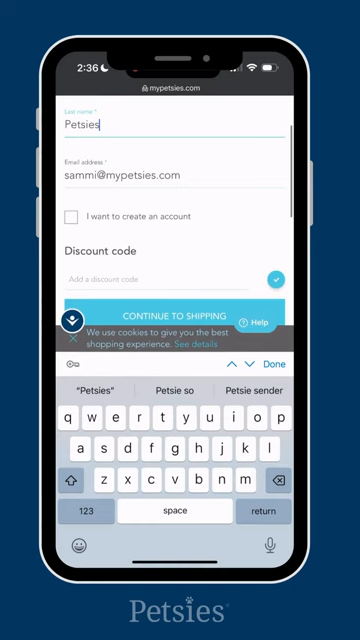 2:36
mypetsies.com
Last name *
Petsies
Email address *
sammi@mypetsies.com
I want to create an account
Discount code
Add a discount code
CONTINUE TO SHIPPING
Help
We use cookies to give you the best
shopping experience. See details
Done
"Petsies" Petsie so Petsie sender
q w e r t y u i o p
a s d f g h j k l
z x c v b n m
123 space return
Petsies